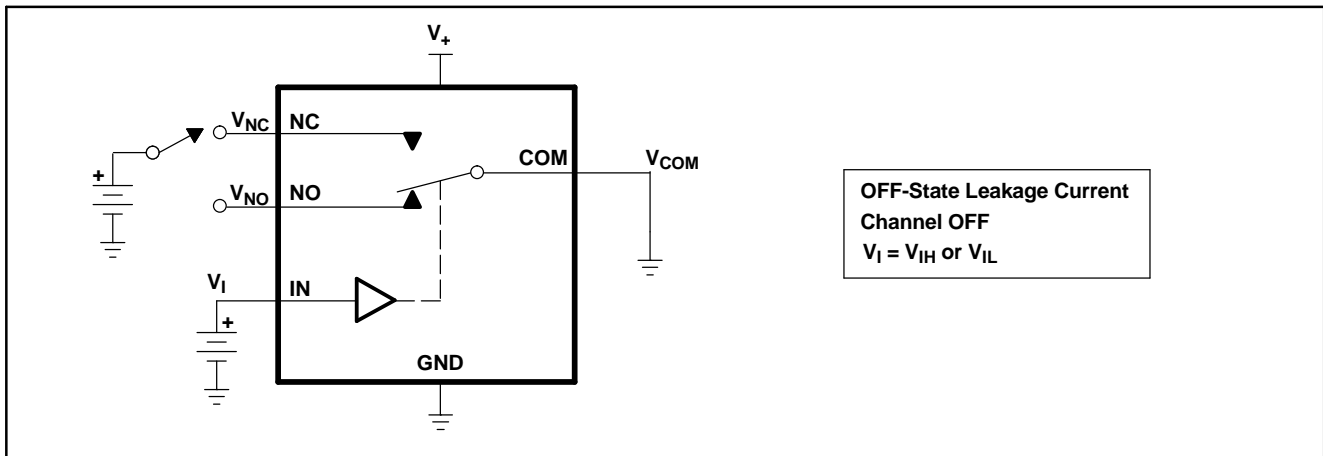 V+
VNC NC
+
COM VCOM
VNO NO
VI IN
+
GND
OFF-State Leakage Current
Channel OFF
VI = VIH or VIL